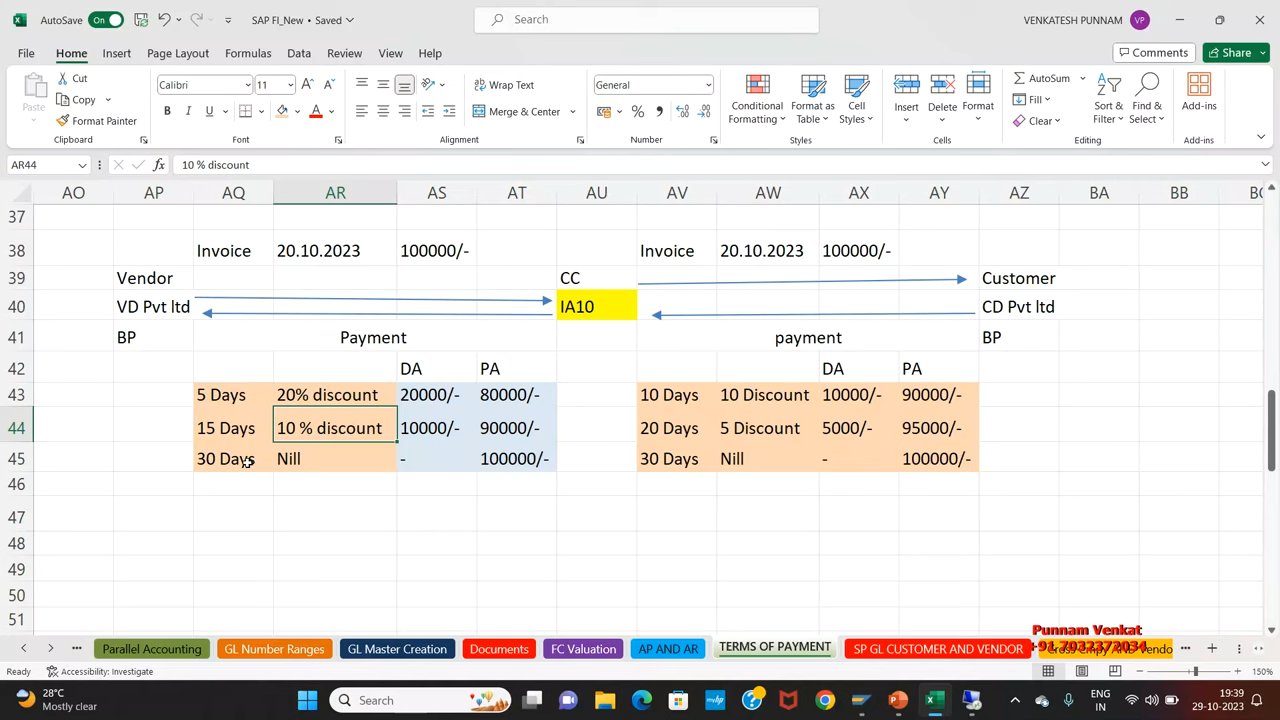 AutoSave On SAP FI_New • Saved Search VENKATESH PUNNAM VP
File Home Insert Page Layout Formulas Data Review View Help Comments Share
Paste Cut Copy Format Painter Clipboard
Calibri 11 B I U A Font
Wrap Text Merge & Center Alignment
General % Number
Conditional Formatting Format as Table Cell Styles Styles
Insert Delete Format Cells
AutoSum Fill Clear Sort & Filter Find & Select Editing
Add-ins Add-ins
AR44 fx 10 % discount
AO AP AQ AR AS AT AU AV AW AX AY AZ BA BB
37
38 Invoice 20.10.2023 100000/- Invoice 20.10.2023 100000/-
39 Vendor CC Customer
40 VD Pvt ltd IA10 CD Pvt ltd
41 BP Payment payment BP
42 DA PA DA PA
43 5 Days 20% discount 20000/- 80000/- 10 Days 10 Discount 10000/- 90000/-
44 15 Days 10 % discount 10000/- 90000/- 20 Days 5 Discount 5000/- 95000/-
45 30 Days Nill - 100000/- 30 Days Nill - 100000/-
46
47
48
49
50
51
Punnam Venkat
+91 7032372034
Parallel Accounting GL Number Ranges GL Master Creation Documents FC Valuation AP AND AR TERMS OF PAYMENT SP GL CUSTOMER AND VENDOR
Ready Accessibility: Investigate 150%
28°C
Mostly clear
Search
ENG
IN
19:39
29-10-2023